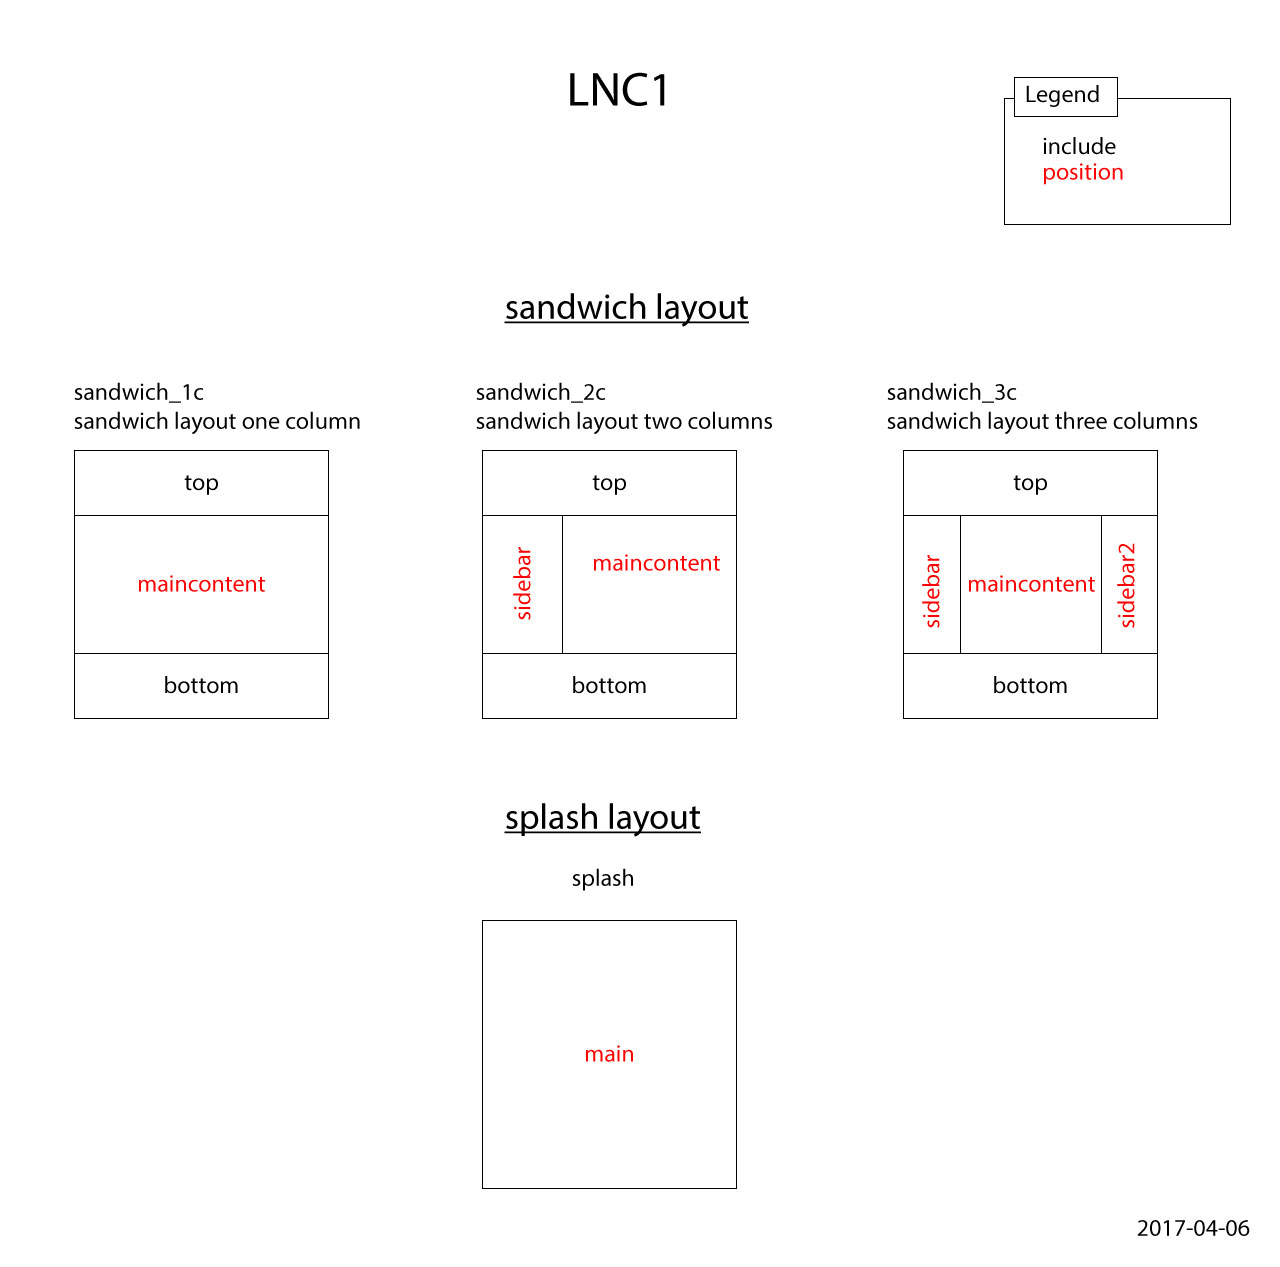 LNC1
Legend
include
position
sandwich layout
sandwich_1c
sandwich layout one column
top
maincontent
bottom
sandwich_2c
sandwich layout two columns
top
sidebar
maincontent
bottom
sandwich_3c
sandwich layout three columns
top
sidebar
maincontent
sidebar2
bottom
splash layout
splash
main
2017-04-06